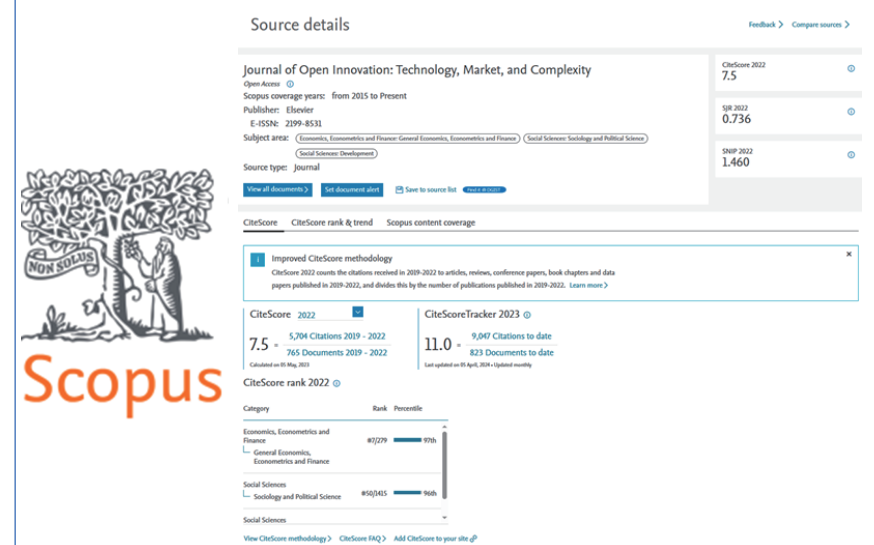 Source details
Feedback > Compare sources >
Journal of Open Innovation: Technology, Market, and Complexity
Open Access
Scopus coverage years: from 2015 to Present
Publisher: Elsevier
E-ISSN: 2199-8531
Subject area: Economics, Econometrics and Finance: General Economics, Econometrics and Finance Social Sciences: Sociology and Political Science
Social Sciences: Development
Source type: Journal
View all documents > Set document alert Save to source list
CiteScore 2022
7.5
SJR 2022
0.736
SNIP 2022
1.460
CiteScore CiteScore rank & trend Scopus content coverage
i Improved CiteScore methodology ×
CiteScore 2022 counts the citations received in 2019-2022 to articles, reviews, conference papers, book chapters and data
papers published in 2019-2022, and divides this by the number of publications published in 2019-2022. Learn more >
CiteScore 2022
7.5 =
5,704 Citations 2019 - 2022
765 Documents 2019 - 2022
Calculated on 05 May, 2023
CiteScoreTracker 2023
11.0 =
9,047 Citations to date
823 Documents to date
Last updated on 05 April, 2024 • Updated monthly
CiteScore rank 2022
Category Rank Percentile
Economics, Econometrics and
Finance
General Economics,
Econometrics and Finance
#7/279 97th
Social Sciences
Sociology and Political Science
#50/1415 96th
Social Sciences
View CiteScore methodology > CiteScore FAQ > Add CiteScore to your site
NON SOLUS
Scopus